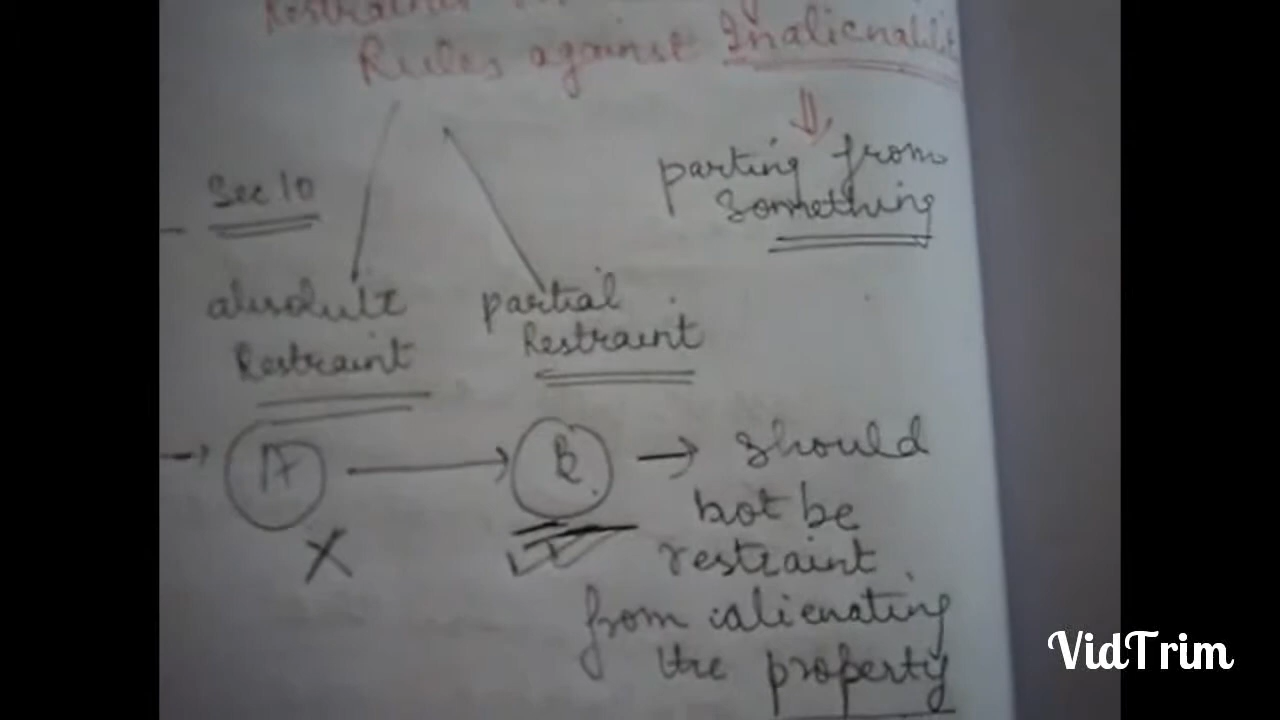 Rules against Inalienabili
parting from
something
Sec 10
absolute
Restraint
partial
Restraint
A
B
should
not be
restraint
from alienating
the property
VidTrim